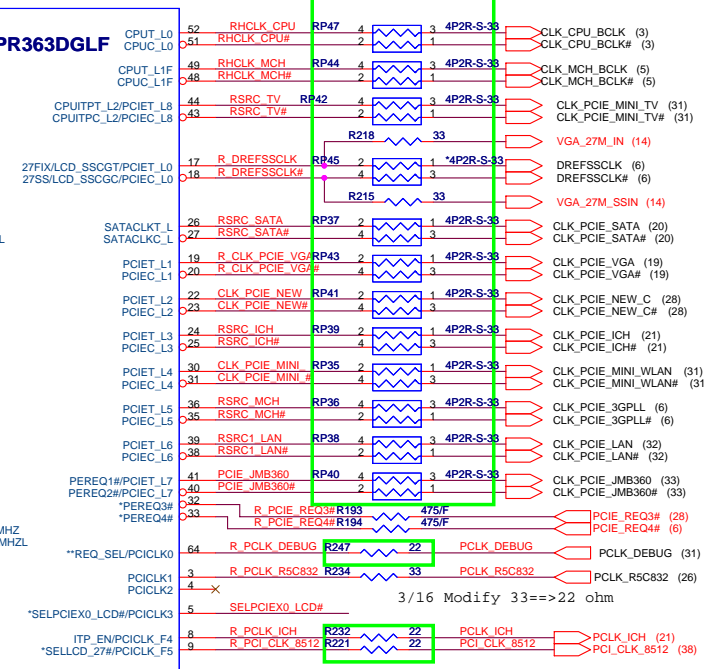 PR363DGLF
CPUT_L0 52 RHCLK_CPU RP47 4 3 4P2R-S-33 CLK_CPU_BCLK (3)
CPUC_L0 51 RHCLK_CPU# 2 1 CLK_CPU_BCLK# (3)
CPUT_L1F 49 RHCLK_MCH RP44 4 3 4P2R-S-33 CLK_MCH_BCLK (5)
CPUC_L1F 48 RHCLK_MCH# 2 1 CLK_MCH_BCLK# (5)
CPUITPT_L2/PCIET_L8 44 RSRC_TV RP42 4 3 4P2R-S-33 CLK_PCIE_MINI_TV (31)
CPUITPC_L2/PCIEC_L8 43 RSRC_TV# 2 1 CLK_PCIE_MINI_TV# (31)
R218 33 VGA_27M_IN (14)
27FIX/LCD_SSCGT/PCIET_L0 17 R_DREFSSCLK RP45 2 1 *4P2R-S-33 DREFSSCLK (6)
27SS/LCD_SSCGC/PCIEC_L0 18 R_DREFSSCLK# 4 3 DREFSSCLK# (6)
R215 33 VGA_27M_SSIN (14)
SATACLKT_L 26 RSRC_SATA RP37 2 1 4P2R-S-33 CLK_PCIE_SATA (20)
SATACLKC_L 27 RSRC_SATA# 4 3 CLK_PCIE_SATA# (20)
L
PCIET_L1 19 R_CLK_PCIE_VGA RP43 2 1 4P2R-S-33 CLK_PCIE_VGA (19)
PCIEC_L1 20 R_CLK_PCIE_VGA# 4 3 CLK_PCIE_VGA# (19)
PCIET_L2 22 CLK_PCIE_NEW RP41 2 1 4P2R-S-33 CLK_PCIE_NEW_C (28)
PCIEC_L2 23 CLK_PCIE_NEW# 4 3 CLK_PCIE_NEW_C# (28)
PCIET_L3 24 RSRC_ICH RP39 2 1 4P2R-S-33 CLK_PCIE_ICH (21)
PCIEC_L3 25 RSRC_ICH# 4 3 CLK_PCIE_ICH# (21)
PCIET_L4 30 CLK_PCIE_MINI_ RP35 2 1 4P2R-S-33 CLK_PCIE_MINI_WLAN (31)
PCIEC_L4 31 CLK_PCIE_MINI_# 4 3 CLK_PCIE_MINI_WLAN# (31
PCIET_L5 36 RSRC_MCH RP36 4 3 4P2R-S-33 CLK_PCIE_3GPLL (6)
PCIEC_L5 35 RSRC_MCH# 2 1 CLK_PCIE_3GPLL# (6)
PCIET_L6 39 RSRC1_LAN RP38 4 3 4P2R-S-33 CLK_PCIE_LAN (32)
PCIEC_L6 38 RSRC1_LAN# 2 1 CLK_PCIE_LAN# (32)
PEREQ1#/PCIET_L7 41 PCIE_JMB360 RP40 4 3 4P2R-S-33 CLK_PCIE_JMB360 (33)
PEREQ2#/PCIEC_L7 40 PCIE_JMB360# 2 1 CLK_PCIE_JMB360# (33)
*PEREQ3# 32 R_PCIE_REQ3# R193 475/F PCIE_REQ3# (28)
*PEREQ4# 33 R_PCIE_REQ4# R194 475/F PCIE_REQ4# (6)
MHZ
MHZL
**REQ_SEL/PCICLK0 64 R_PCLK_DEBUG R247 22 PCLK_DEBUG PCLK_DEBUG (31)
PCICLK1 3 R_PCLK_R5C832 R234 33 PCLK_R5C832 PCLK_R5C832 (26)
PCICLK2 4
3/16 Modify 33==>22 ohm
*SELPCIEX0_LCD#/PCICLK3 5 SELPCIEX0_LCD#
ITP_EN/PCICLK_F4 8 R_PCLK_ICH R232 22 PCLK_ICH PCLK_ICH (21)
*SELLCD_27#/PCICLK_F5 9 R_PCI_CLK_8512 R221 22 PCI_CLK_8512 PCI_CLK_8512 (38)